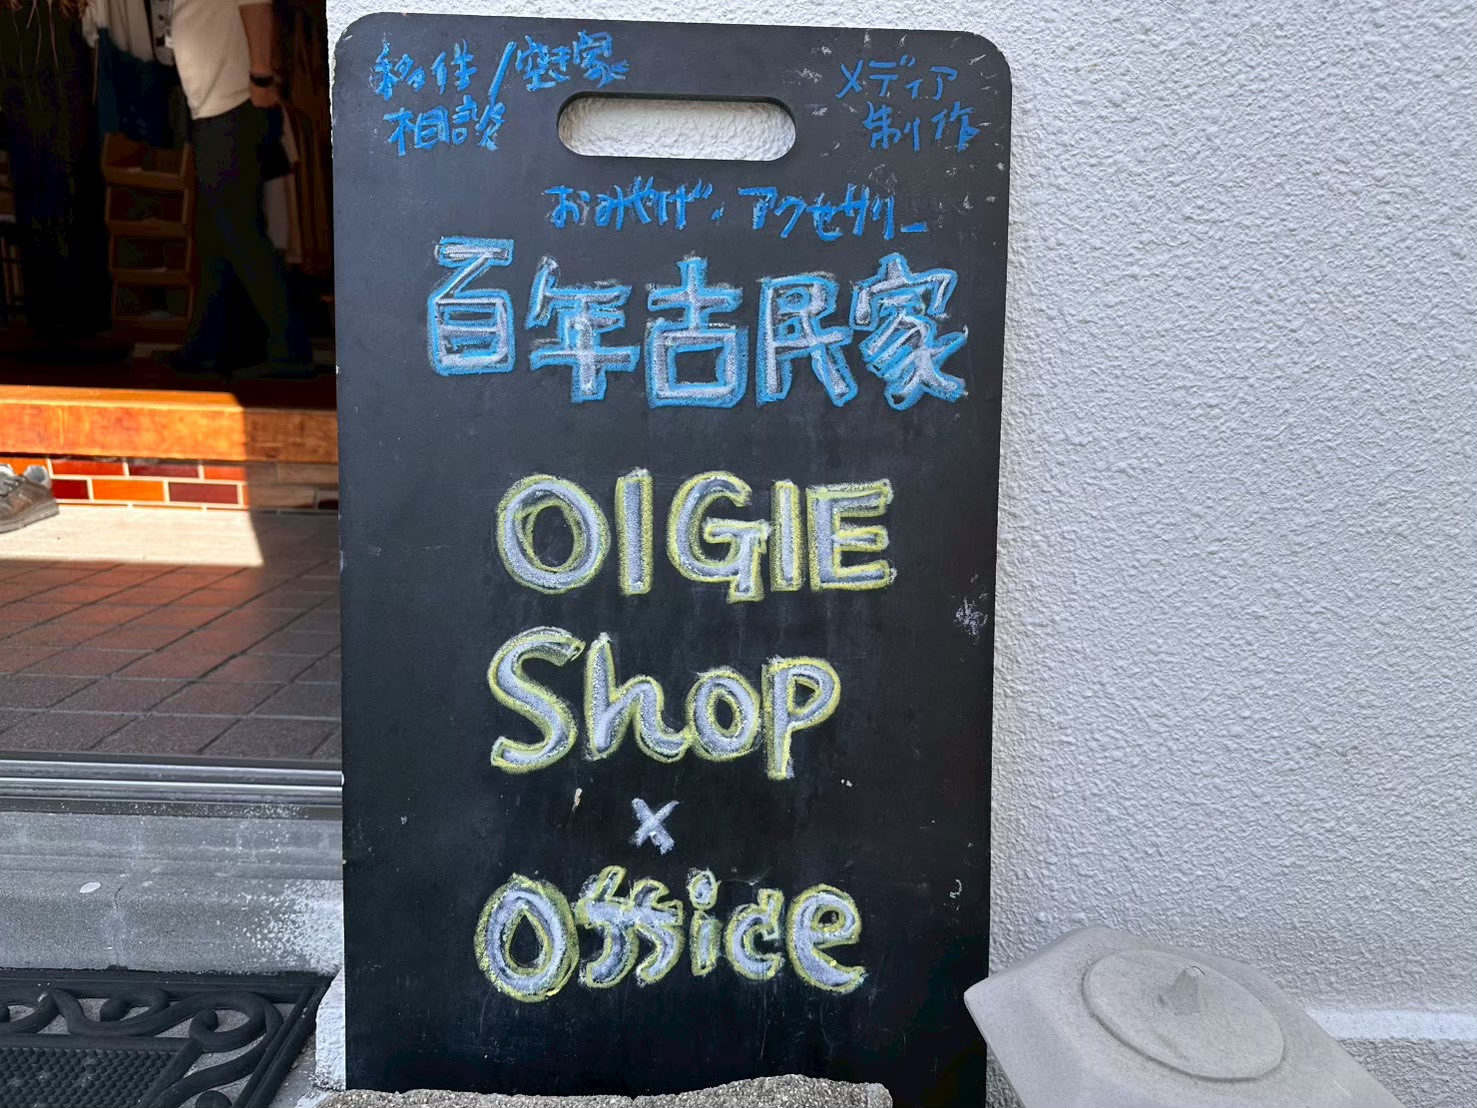 移住/空き家
相談
メディア
制作
おみやげ・アクセサリー
百年古民家
OIGIE
Shop
×
Office